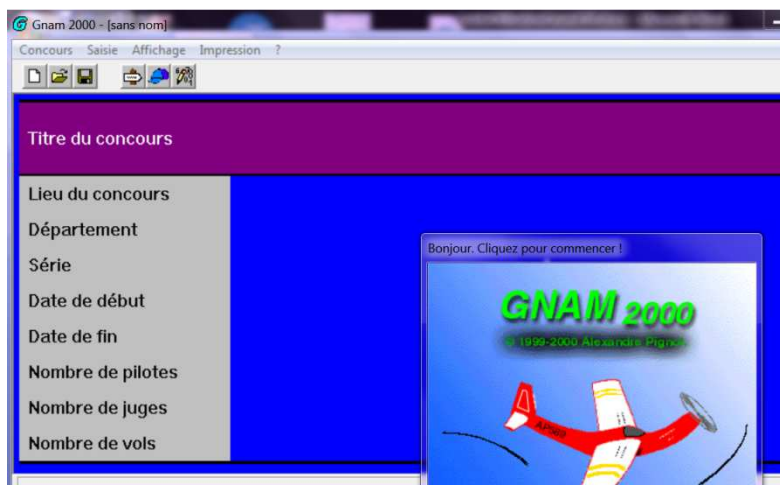 Gnam 2000 - [sans nom]
Concours Saisie Affichage Impression ?
Titre du concours
Lieu du concours
Département
Série
Date de début
Date de fin
Nombre de pilotes
Nombre de juges
Nombre de vols
Bonjour. Cliquez pour commencer !
GNAM 2000
© 1999-2000 Alexandre Pignol